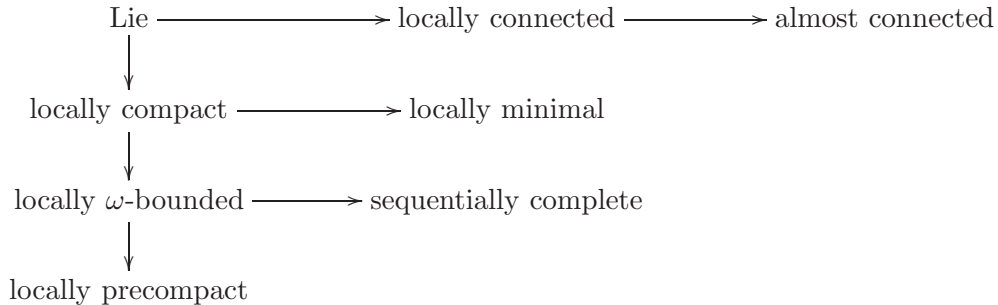 Lie locally connected almost connected
locally compact locally minimal
locally ω-bounded sequentially complete
locally precompact